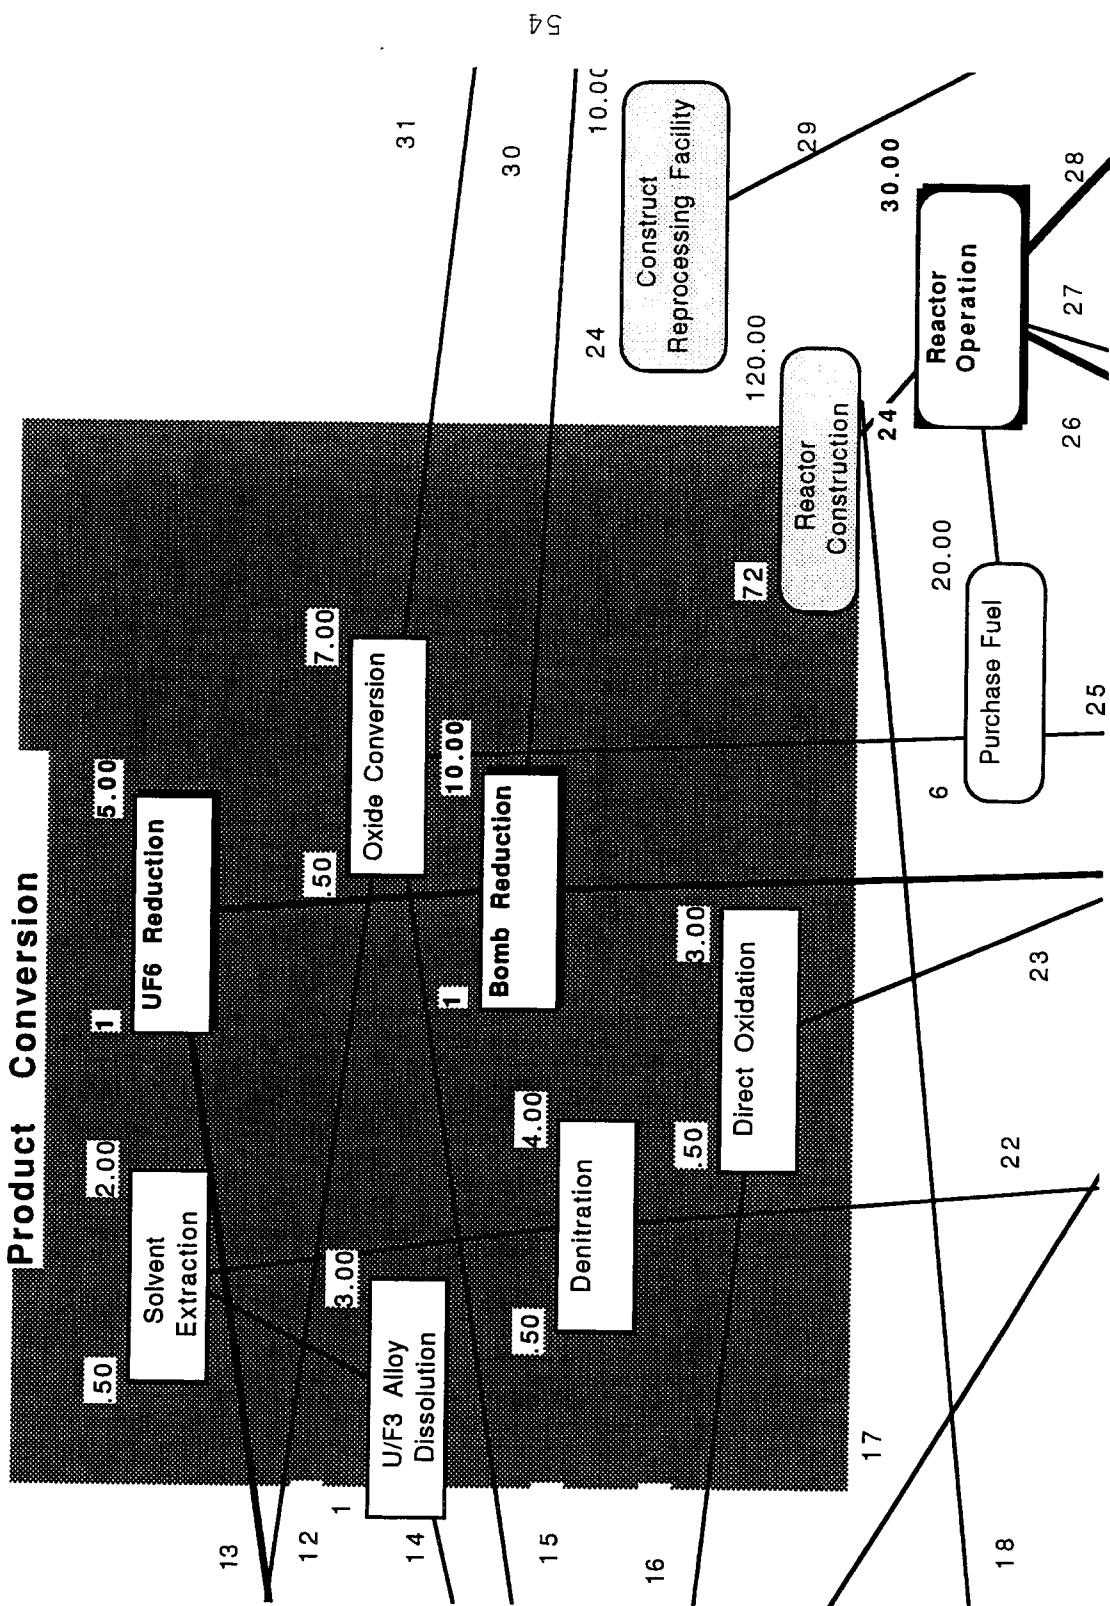 54
Product Conversion
.50
2.00
Solvent
Extraction
1
5.00
UF6 Reduction
13
12
1
3.00
U/F3 Alloy
Dissolution
.50
7.00
Oxide Conversion
31
14
1
10.00
Bomb Reduction
30
15
.50
4.00
Denitration
24
10.00
Construct
Reprocessing Facility
16
.50
3.00
Direct Oxidation
72
120.00
Reactor
Construction
29
17
24
30.00
Reactor
Operation
6
20.00
Purchase Fuel
18
22
23
25
26
27
28